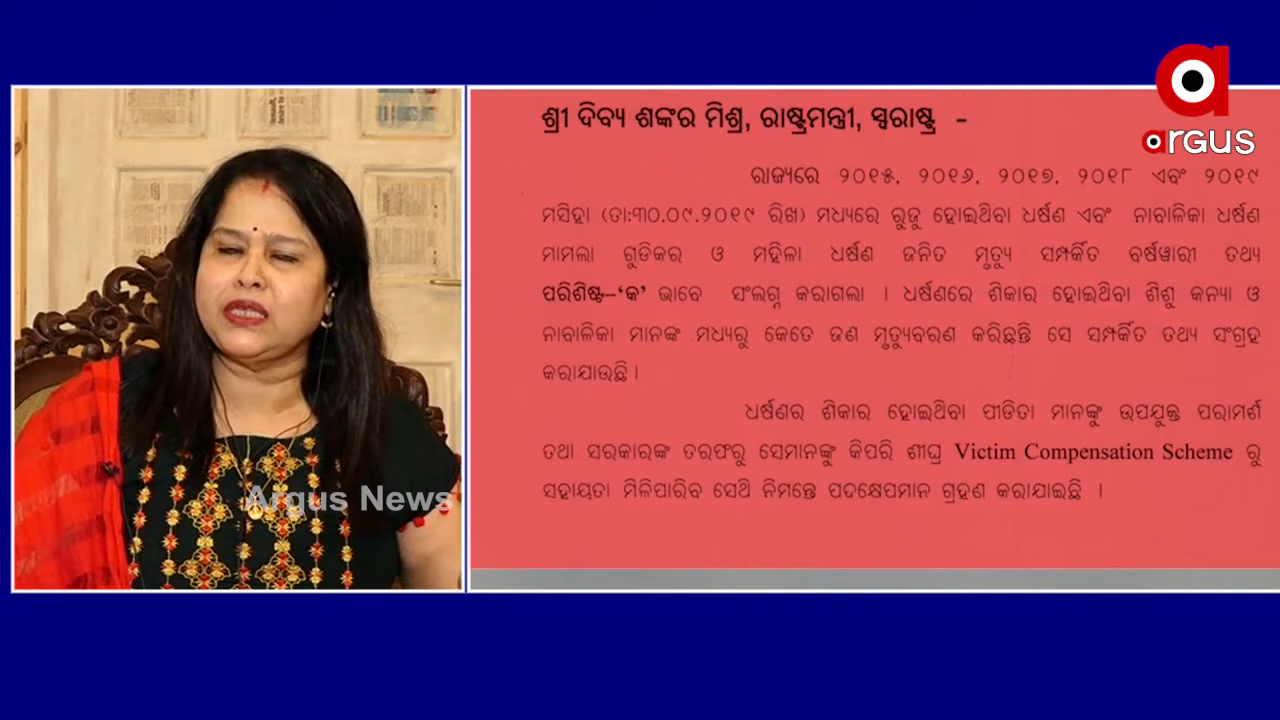 argus
ଶ୍ରୀ ଦିବ୍ୟ ଶଙ୍କର ମିଶ୍ର, ରାଷ୍ଟ୍ରମନ୍ତ୍ରୀ, ସ୍ୱରାଷ୍ଟ୍ର -
ରାଜ୍ୟରେ ୨୦୧୫, ୨୦୧୬, ୨୦୧୭, ୨୦୧୮ ଏବଂ ୨୦୧୯
ମସିହା (ତା:୩୦.୦୯.୨୦୧୯ ରିଖ) ମଧ୍ୟରେ ରୁଜୁ ହୋଇଥିବା ଧର୍ଷଣ ଏବଂ ନାବାଳିକା ଧର୍ଷଣ
ମାମଲା ଗୁଡିକର ଓ ମହିଳା ଧର୍ଷଣ ଜନିତ ମୃତ୍ୟୁ ସମ୍ପର୍କିତ ବର୍ଷୱାରୀ ତଥ୍ୟ
ପରିଶିଷ୍ଟ–‘କ’ ଭାବେ ସଂଲଗ୍ନ କରାଗଲା । ଧର୍ଷଣରେ ଶିକାର ହୋଇଥିବା ଶିଶୁ କନ୍ୟା ଓ
ନାବାଳିକା ମାନଙ୍କ ମଧ୍ୟରୁ କେତେ ଜଣ ମୃତ୍ୟୁବରଣ କରିଛନ୍ତି ସେ ସମ୍ପର୍କିତ ତଥ୍ୟ ସଂଗ୍ରହ
କରାଯାଉଛି ।
ଧର୍ଷଣର ଶିକାର ହୋଇଥିବା ପୀଡିତା ମାନଙ୍କୁ ଉପଯୁକ୍ତ ପରାମର୍ଶ
ତଥା ସରକାରଙ୍କ ତରଫରୁ ସେମାନଙ୍କୁ କିପରି ଶୀଘ୍ର Victim Compensation Scheme ରୁ
ସହାୟତା ମିଳିପାରିବ ସେଥି ନିମନ୍ତେ ପଦକ୍ଷେପମାନ ଗ୍ରହଣ କରାଯାଇଛି ।
Argus News